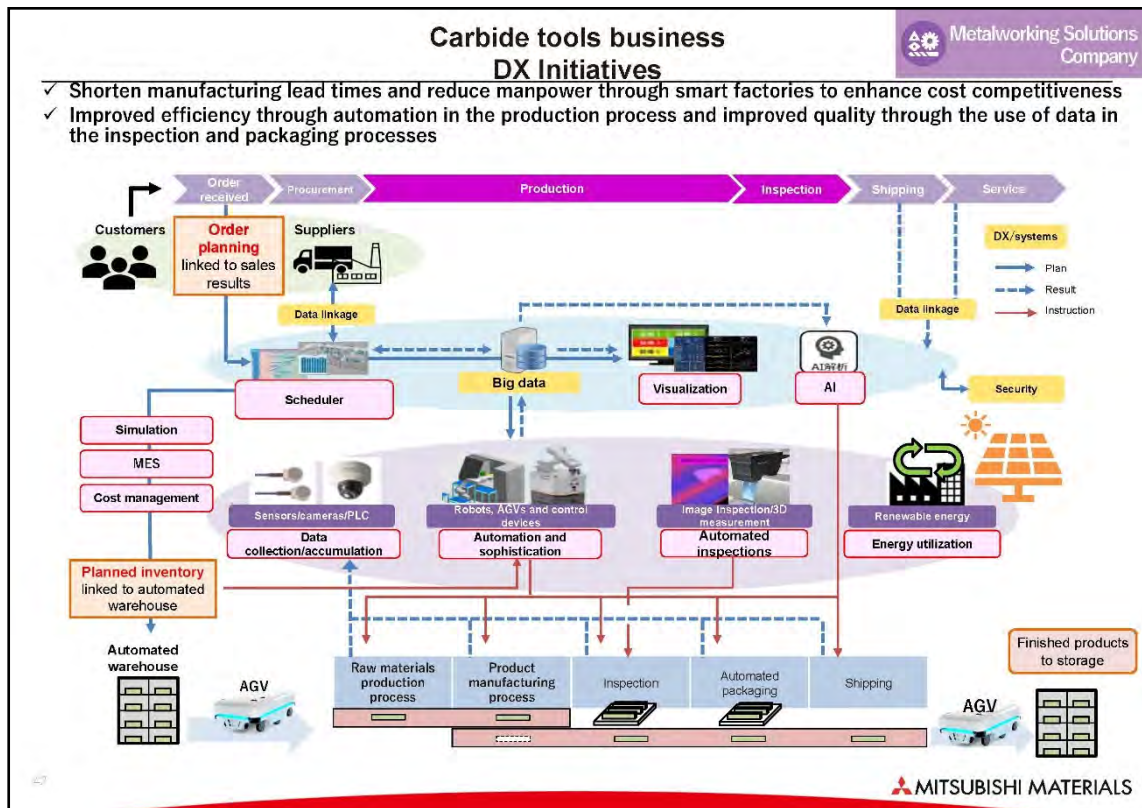 Carbide tools business
DX Initiatives
Metalworking Solutions
Company
✓ Shorten manufacturing lead times and reduce manpower through smart factories to enhance cost competitiveness
✓ Improved efficiency through automation in the production process and improved quality through the use of data in
the inspection and packaging processes
Order
received
Procurement
Production
Inspection
Shipping
Service
Customers
Order
planning
linked to sales
results
Suppliers
DX/systems
Plan
Result
Instruction
Data linkage
Data linkage
Scheduler
Big data
Visualization
AI解析
AI
Security
Simulation
MES
Cost management
Sensors/cameras/PLC
Data
collection/accumulation
Robots, AGVs and control
devices
Automation and
sophistication
Image Inspection/3D
measurement
Automated
inspections
Renewable energy
Energy utilization
Planned inventory
linked to automated
warehouse
Automated
warehouse
AGV
Raw materials
production
process
Product
manufacturing
process
Inspection
Automated
packaging
Shipping
Finished products
to storage
AGV
MITSUBISHI MATERIALS